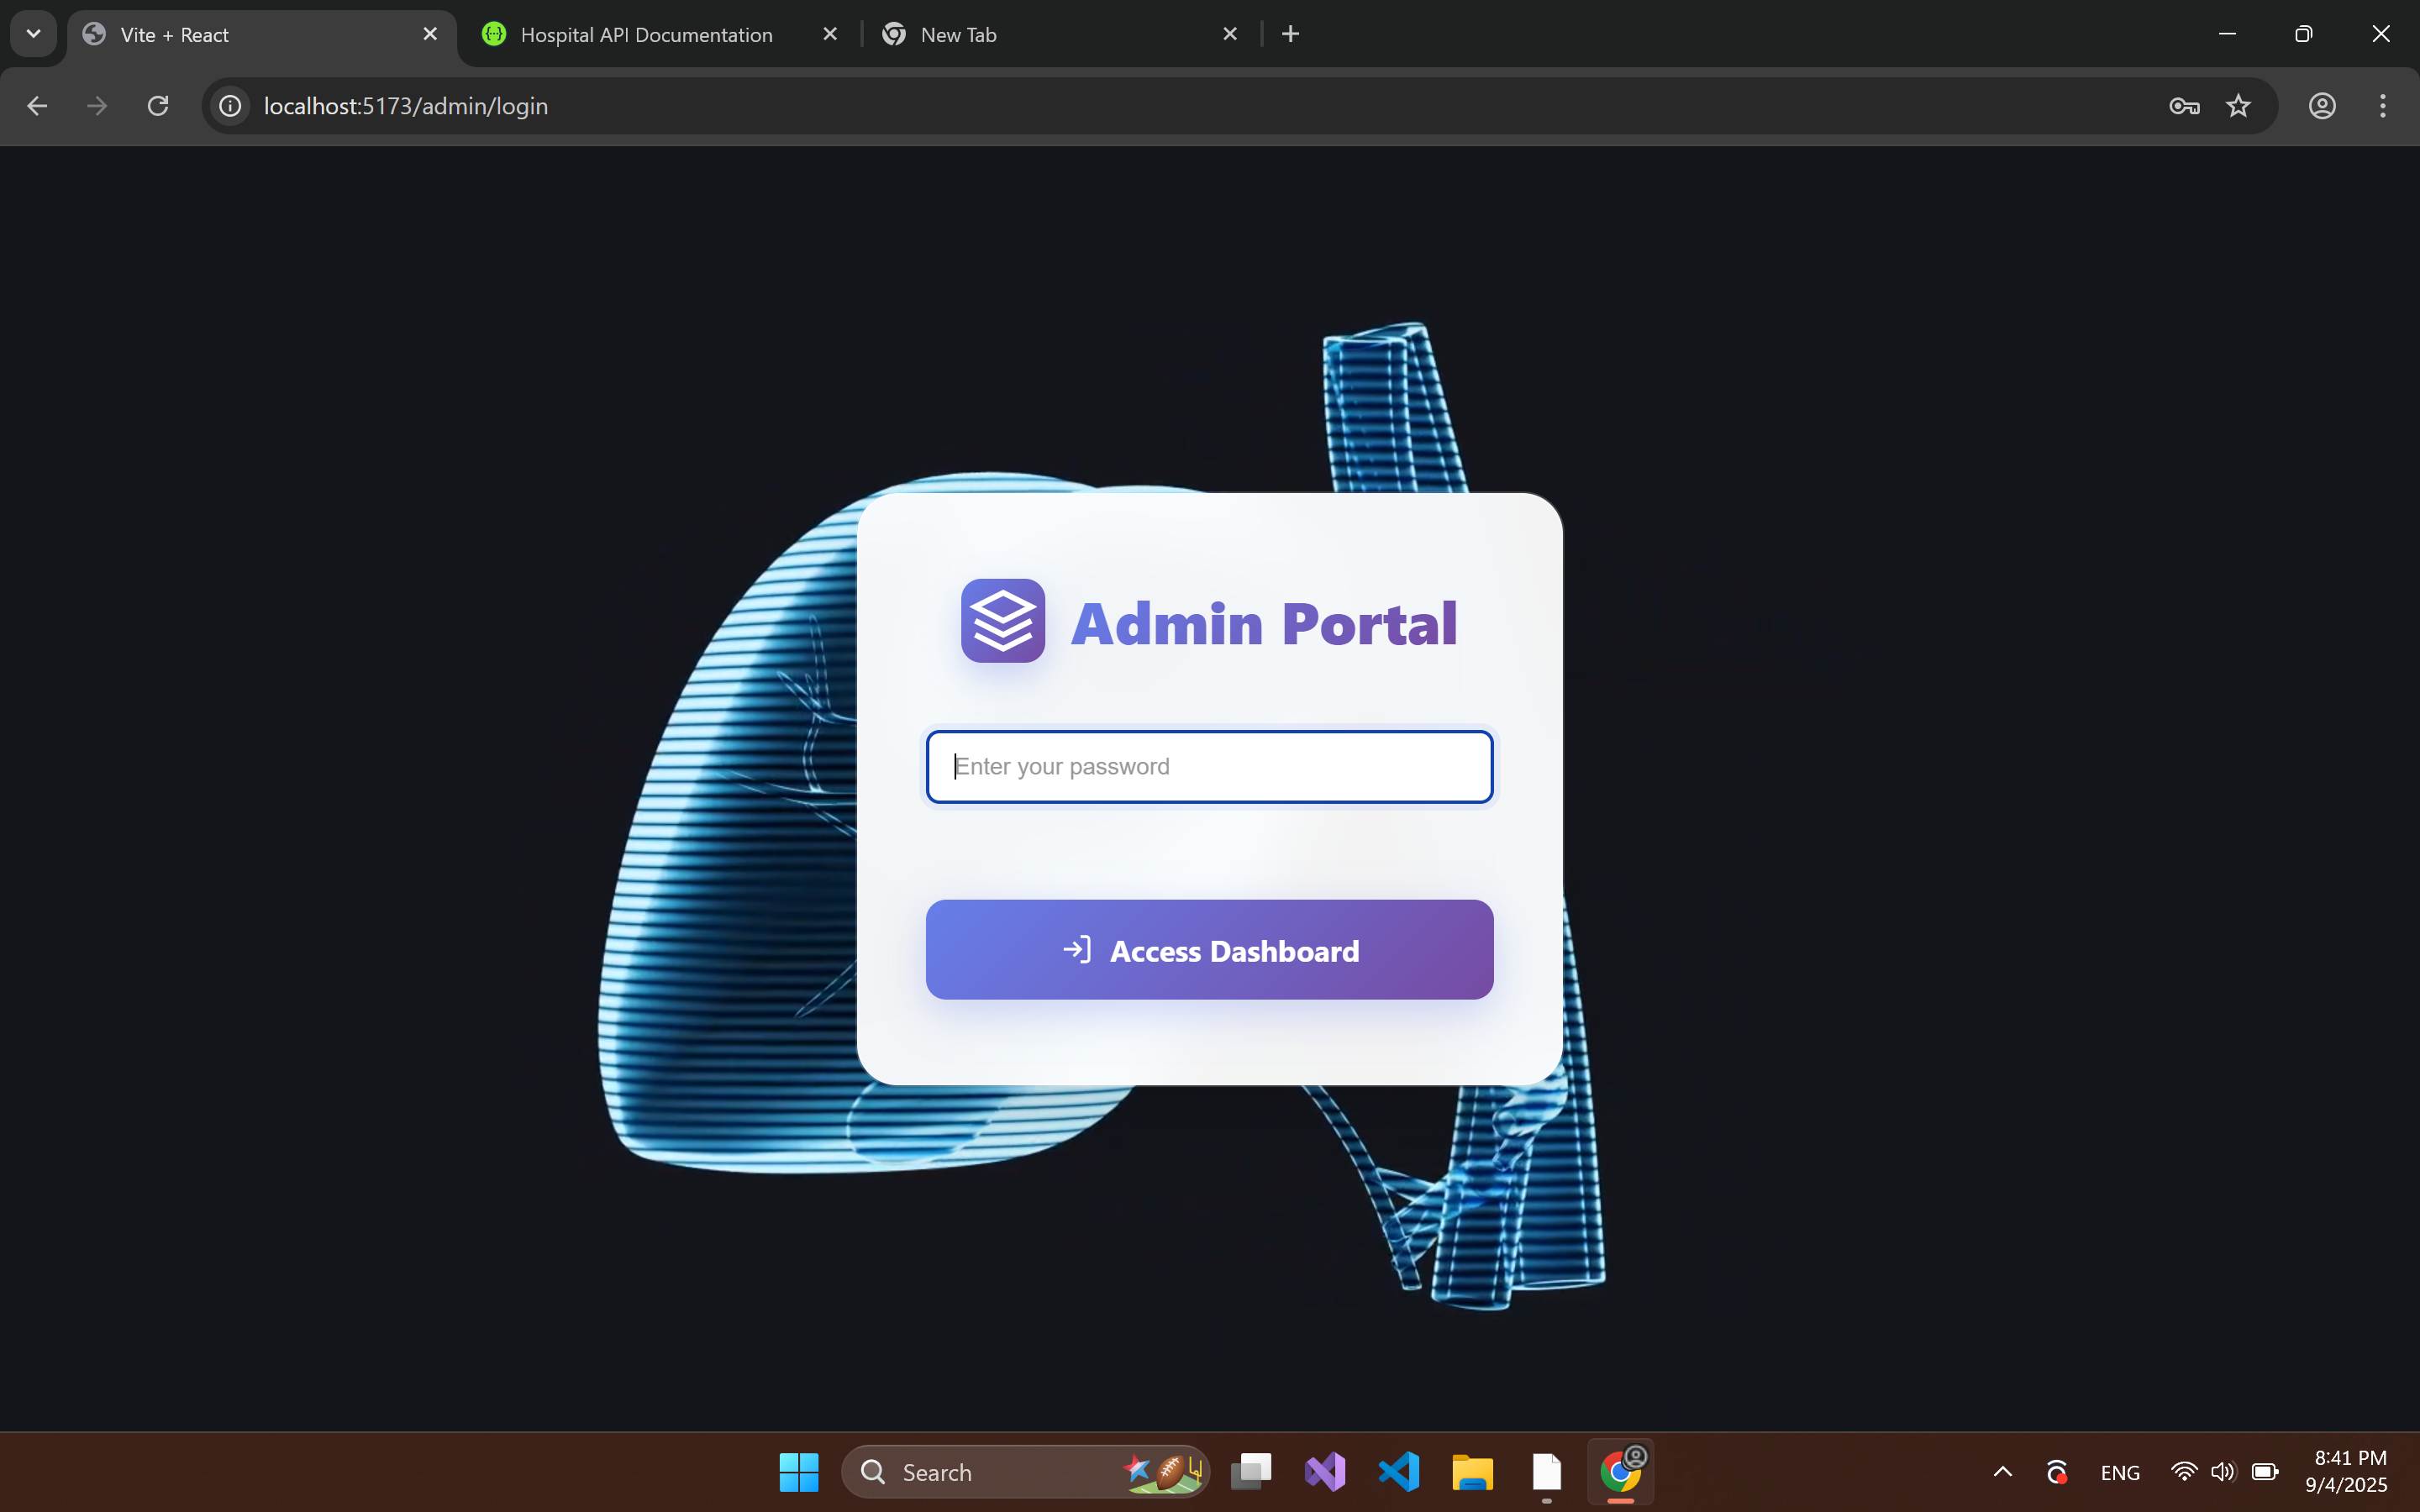 Vite + React
Hospital API Documentation
New Tab
localhost:5173/admin/login
Admin Portal
Enter your password
Access Dashboard
Search
ENG
8:41 PM
9/4/2025